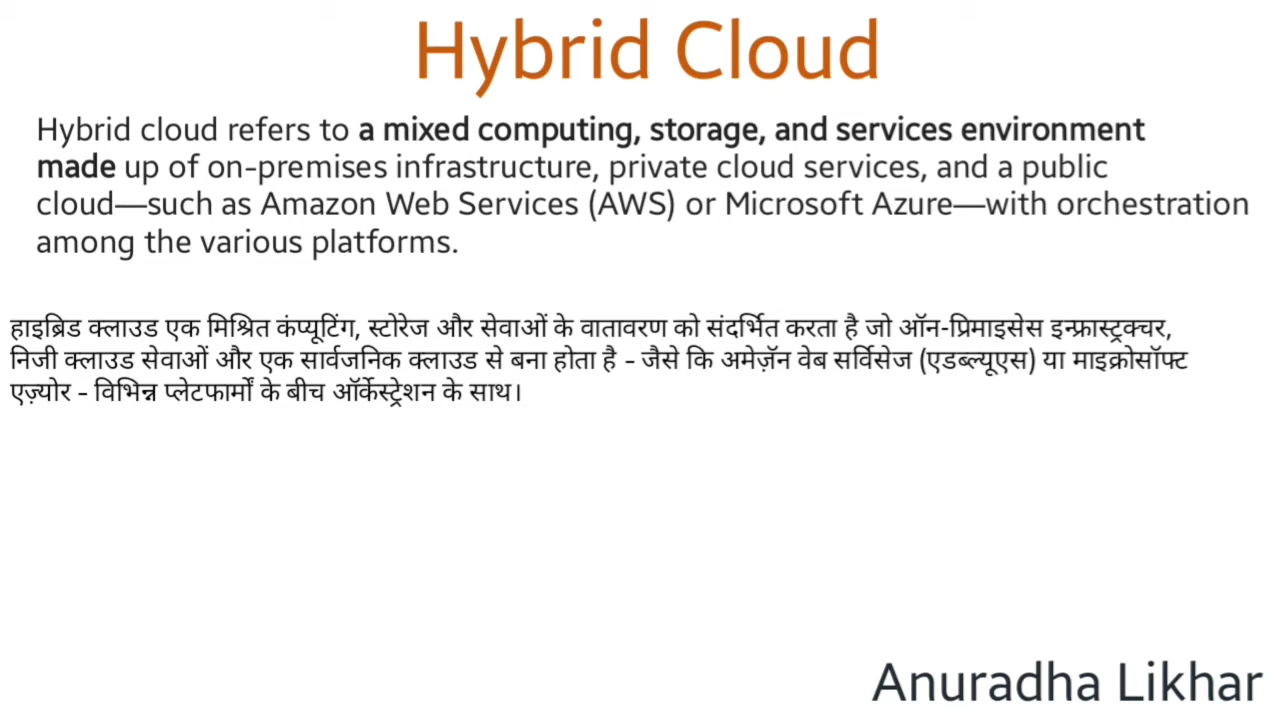 Hybrid Cloud
Hybrid cloud refers to a mixed computing, storage, and services environment
made up of on-premises infrastructure, private cloud services, and a public
cloud—such as Amazon Web Services (AWS) or Microsoft Azure—with orchestration
among the various platforms.
हाइब्रिड क्लाउड एक मिश्रित कंप्यूटिंग, स्टोरेज और सेवाओं के वातावरण को संदर्भित करता है जो ऑन-प्रिमाइसेस इन्फ्रास्ट्रक्चर,
निजी क्लाउड सेवाओं और एक सार्वजनिक क्लाउड से बना होता है - जैसे कि अमेज़ॅन वेब सर्विसेज (एडब्ल्यूएस) या माइक्रोसॉफ्ट
एज़्योर - विभिन्न प्लेटफार्मों के बीच ऑर्केस्ट्रेशन के साथ।
Anuradha Likhar